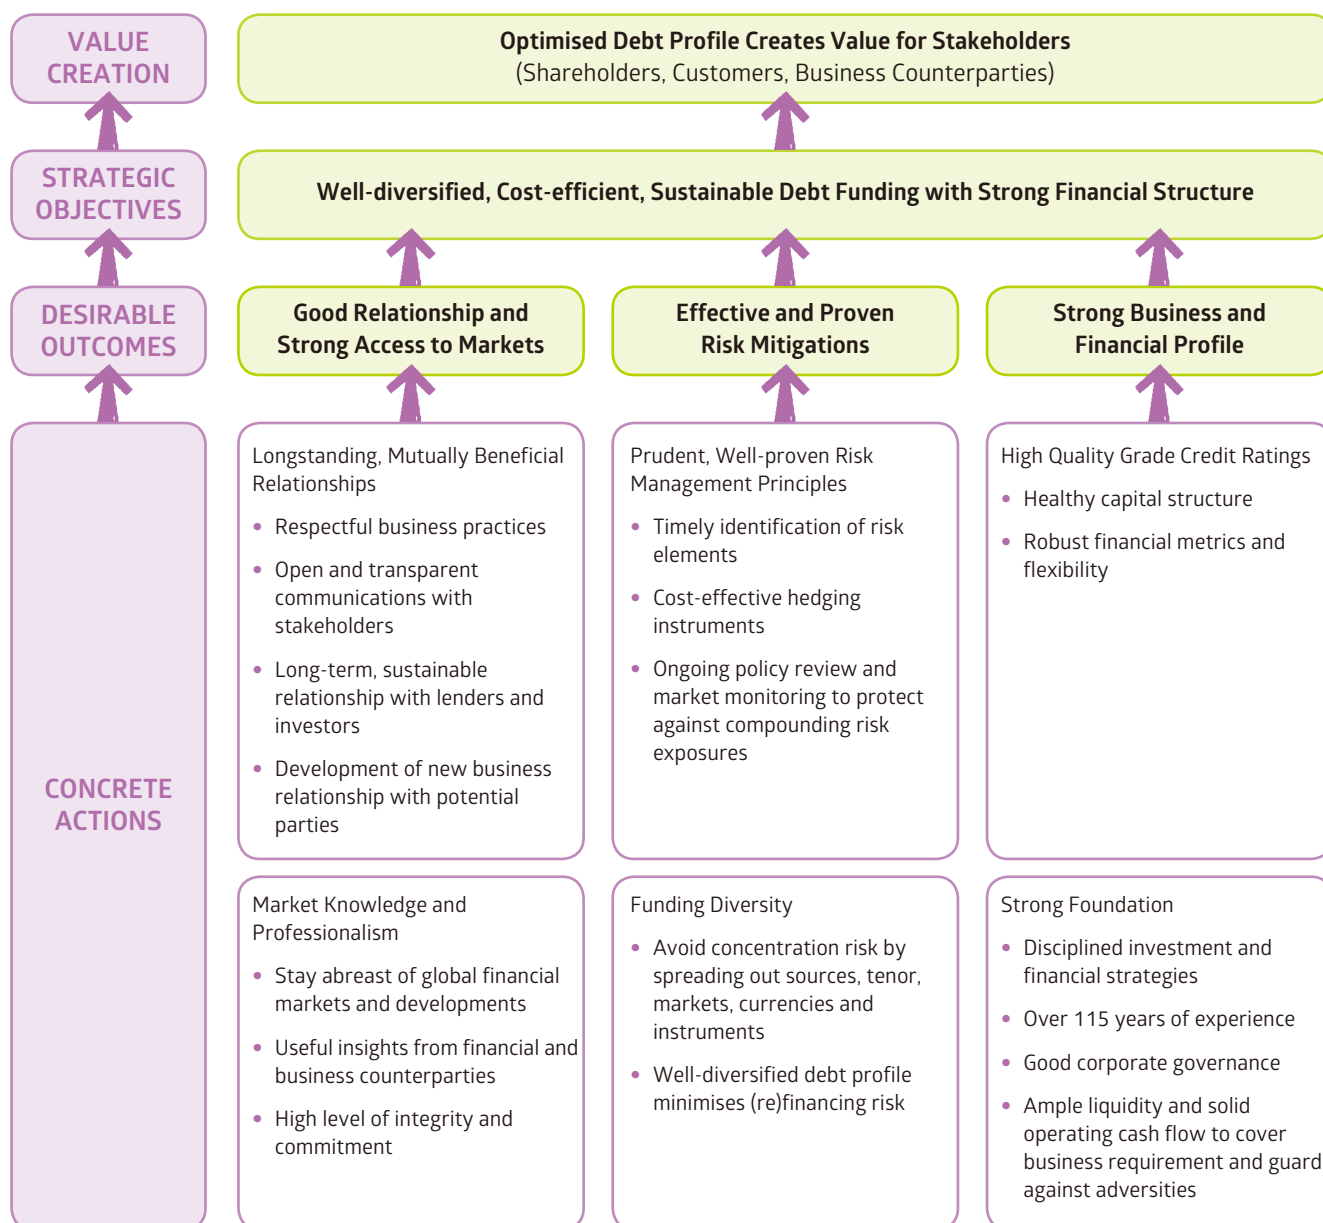 VALUE
CREATION
Optimised Debt Profile Creates Value for Stakeholders
(Shareholders, Customers, Business Counterparties)
STRATEGIC
OBJECTIVES
Well-diversified, Cost-efficient, Sustainable Debt Funding with Strong Financial Structure
DESIRABLE
OUTCOMES
Good Relationship and
Strong Access to Markets
Effective and Proven
Risk Mitigations
Strong Business and
Financial Profile
CONCRETE
ACTIONS
Longstanding, Mutually Beneficial
Relationships
• Respectful business practices
• Open and transparent
communications with
stakeholders
• Long-term, sustainable
relationship with lenders and
investors
• Development of new business
relationship with potential
parties
Prudent, Well-proven Risk
Management Principles
• Timely identification of risk
elements
• Cost-effective hedging
instruments
• Ongoing policy review and
market monitoring to protect
against compounding risk
exposures
High Quality Grade Credit Ratings
• Healthy capital structure
• Robust financial metrics and
flexibility
Market Knowledge and
Professionalism
• Stay abreast of global financial
markets and developments
• Useful insights from financial and
business counterparties
• High level of integrity and
commitment
Funding Diversity
• Avoid concentration risk by
spreading out sources, tenor,
markets, currencies and
instruments
• Well-diversified debt profile
minimises (re)financing risk
Strong Foundation
• Disciplined investment and
financial strategies
• Over 115 years of experience
• Good corporate governance
• Ample liquidity and solid
operating cash flow to cover
business requirement and guard
against adversities